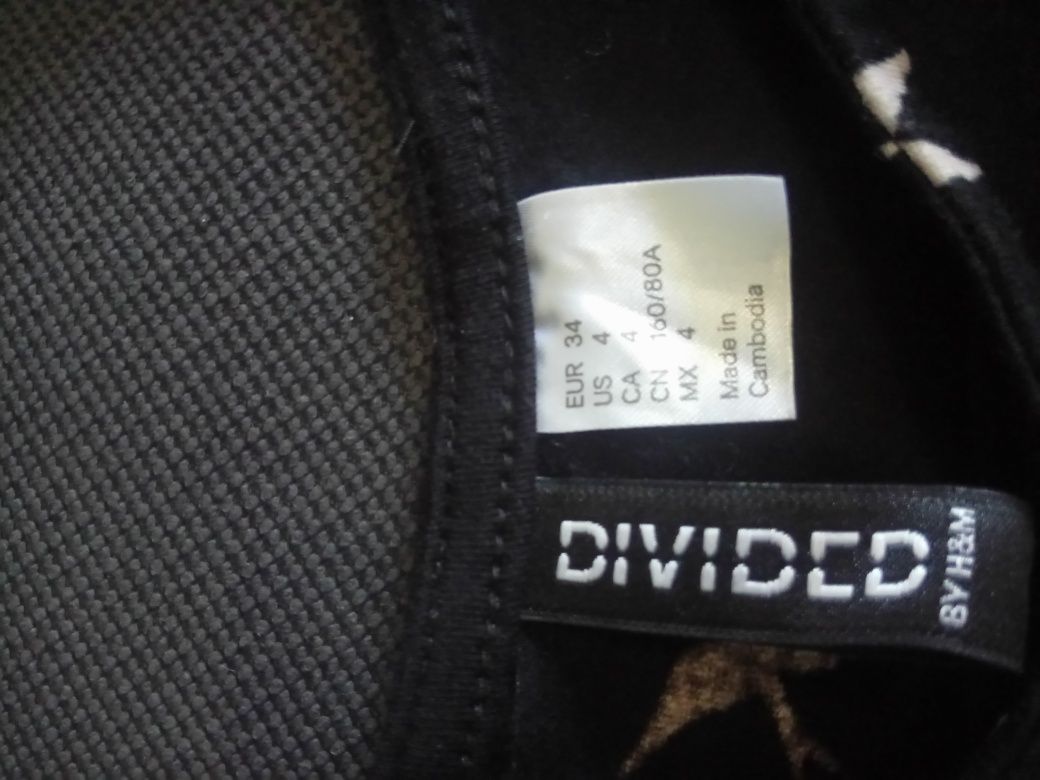 EUR 34
US 4
CA 4
CN 160/80A
MX 4
Made in
Cambodia
DIVIDED
BY H&M